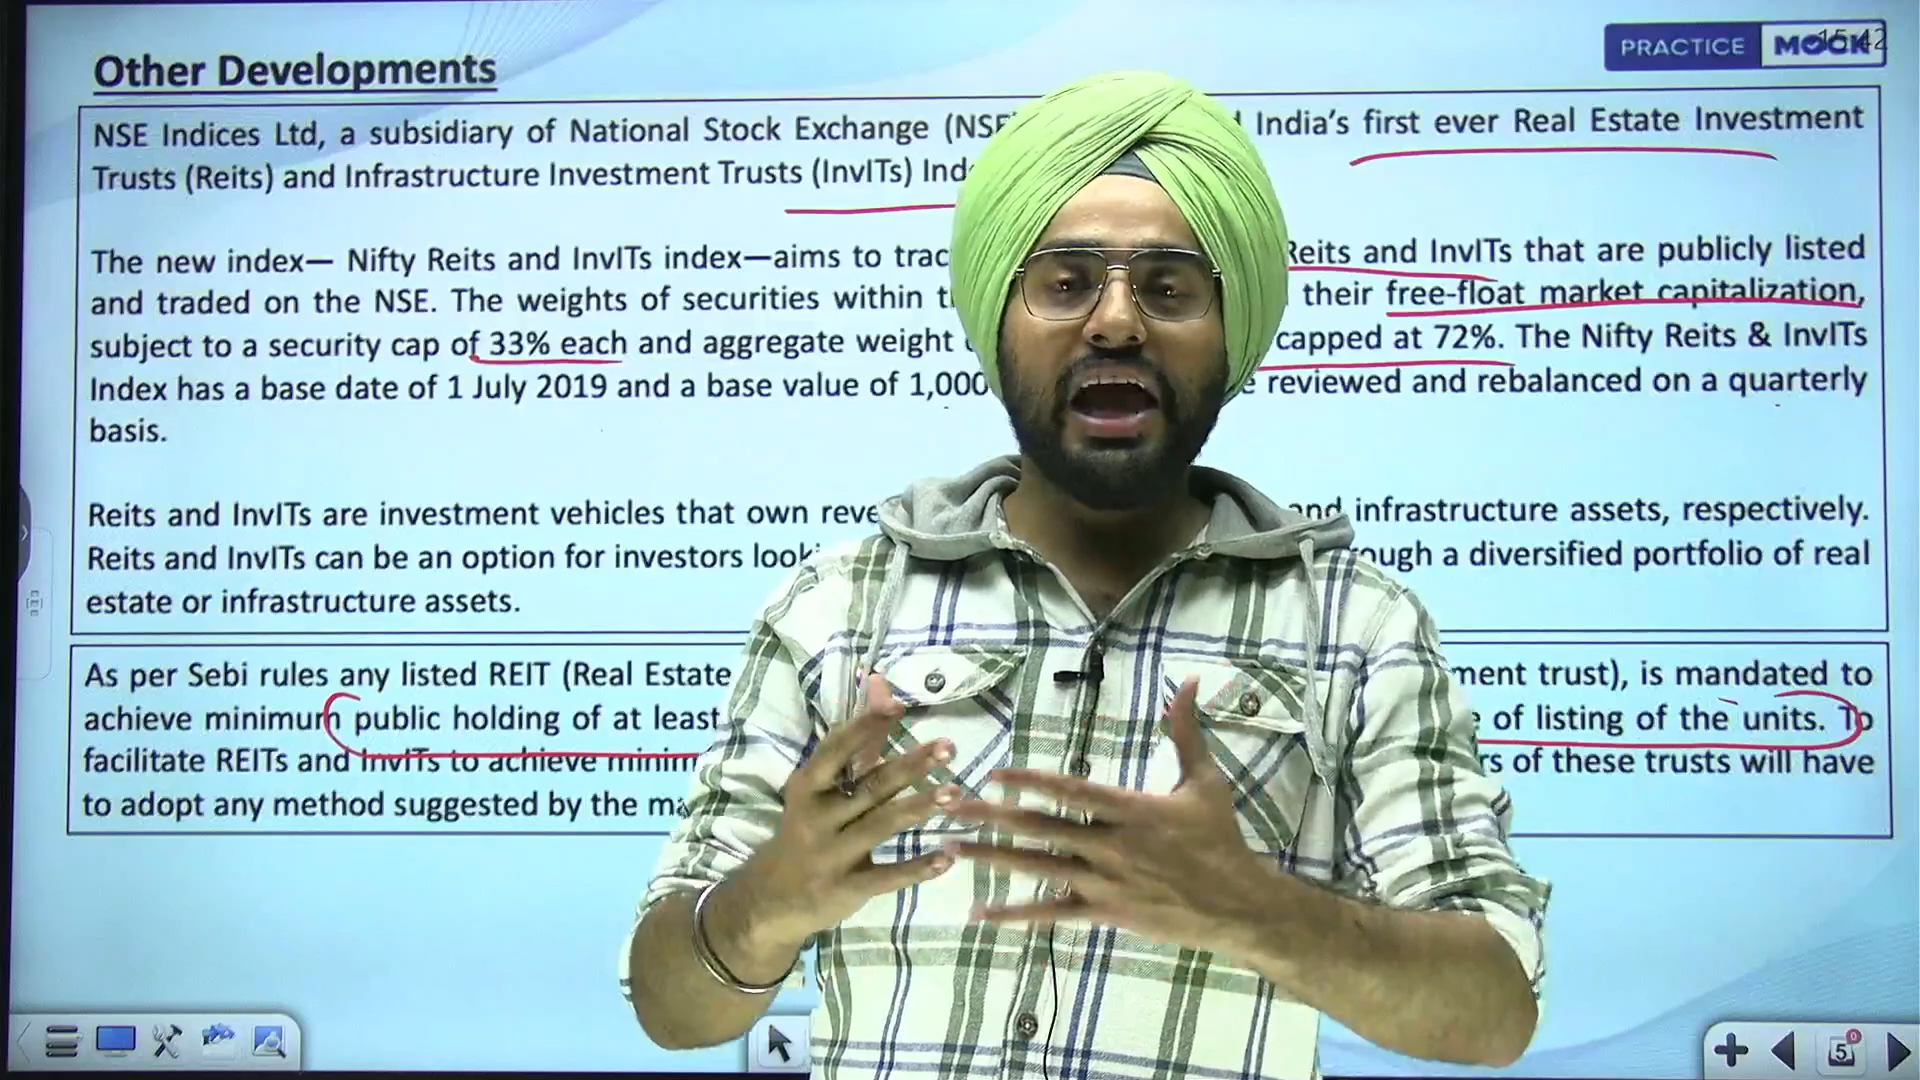 Other Developments
PRACTICE MOCK 15:42
NSE Indices Ltd, a subsidiary of National Stock Exchange (NSE India's first ever Real Estate Investment
Trusts (Reits) and Infrastructure Investment Trusts (InvITs)
The new index— Nifty Reits and InvITs index—aims to Reits and InvITs that are publicly listed
and traded on the NSE. The weights of securities within their free-float market capitalization,
subject to a security cap of 33% each and aggregate weight capped at 72%. The Nifty Reits & InvITs
Index has a base date of 1 July 2019 and a base value of 1,000 reviewed and rebalanced on a quarterly
basis.
Reits and InvITs are investment vehicles that own and infrastructure assets, respectively.
Reits and InvITs can be an option for investors a diversified portfolio of real
estate or infrastructure assets.
As per Sebi rules any listed REIT (Real Estate trust), is mandated to
achieve minimum public holding of at least of listing of the units. To
facilitate REITs and InvITs to achieve of these trusts will have
to adopt any method suggested by the
5
0